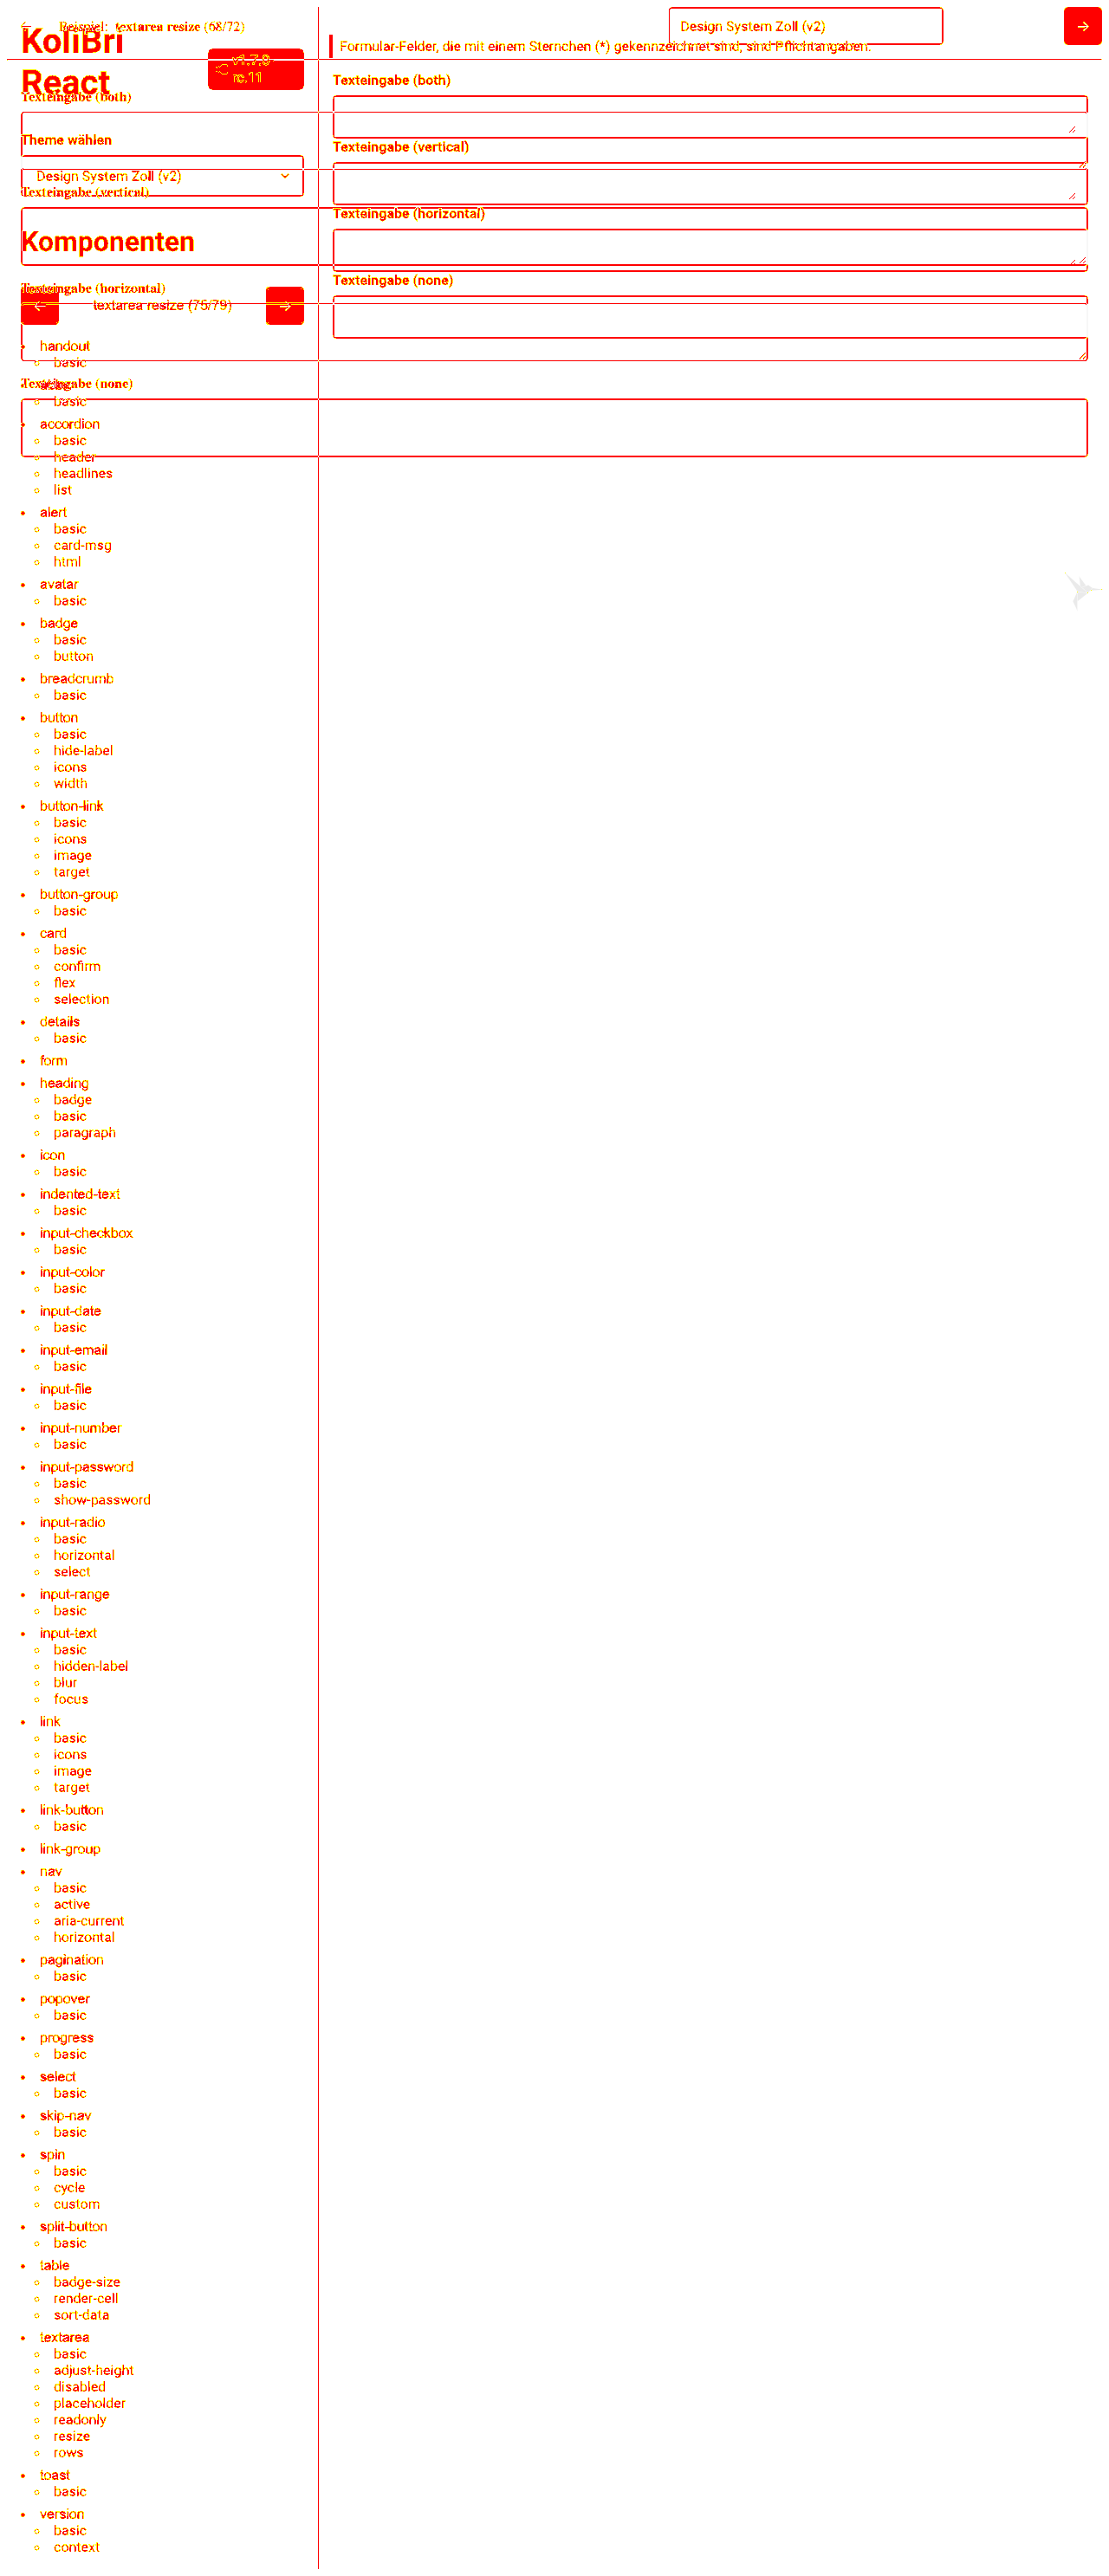 ← Beispiel: textarea resize (68/72)
Design System Zoll (v2)
KoliBri
React
v1.7.0-
rc.11
Formular-Felder, die mit einem Sternchen (*) gekennzeichnet sind, sind Pflichtangaben.
Texteingabe (both)
Texteingabe (both)
Theme wählen
Texteingabe (vertical)
Design System Zoll (v2)
Texteingabe (vertical)
Texteingabe (horizontal)
Komponenten
Texteingabe (none)
Texteingabe (horizontal)
textarea resize (75/79)
handout
basic
Texteingabe (none)
basic
accordion
basic
header
headlines
list
alert
basic
card-msg
html
avatar
basic
badge
basic
button
breadcrumb
basic
button
basic
hide-label
icons
width
button-link
basic
icons
image
target
button-group
basic
card
basic
confirm
flex
selection
details
basic
form
heading
badge
basic
paragraph
icon
basic
indented-text
basic
input-checkbox
basic
input-color
basic
input-date
basic
input-email
basic
input-file
basic
input-number
basic
input-password
basic
show-password
input-radio
basic
horizontal
select
input-range
basic
input-text
basic
hidden-label
blur
focus
link
basic
icons
image
target
link-button
basic
link-group
nav
basic
active
aria-current
horizontal
pagination
basic
popover
basic
progress
basic
select
basic
skip-nav
basic
spin
basic
cycle
custom
split-button
basic
table
badge-size
render-cell
sort-data
textarea
basic
adjust-height
disabled
placeholder
readonly
resize
rows
toast
basic
version
basic
context